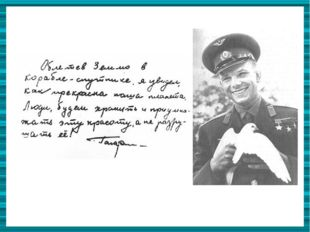 Облетев Землю в
корабле-спутнике, я увидел,
как прекрасна наша планета.
Люди, будем хранить и приумно-
жать эту красоту, а не разру-
шать её!
Гагарин